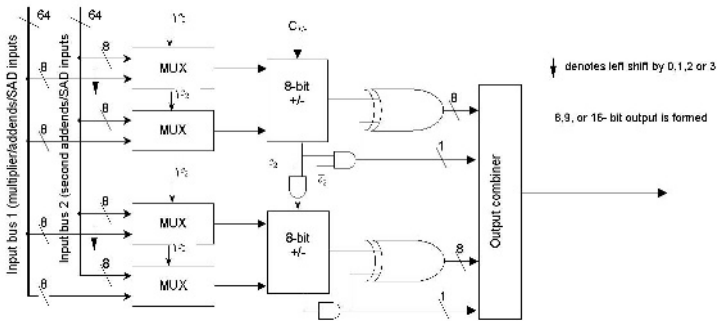 64
64
Input bus 1 (multiplier/addends/SAD inputs
Input bus 2 (second addends/SAD inputs
8
8
MUX
8
8
MUX
8-bit
+/-
8
1
8
8
MUX
8
8
MUX
8-bit
+/-
8
1
Output combiner
denotes left shift by 0,1,2 or 3
8,9, or 16- bit output is formed